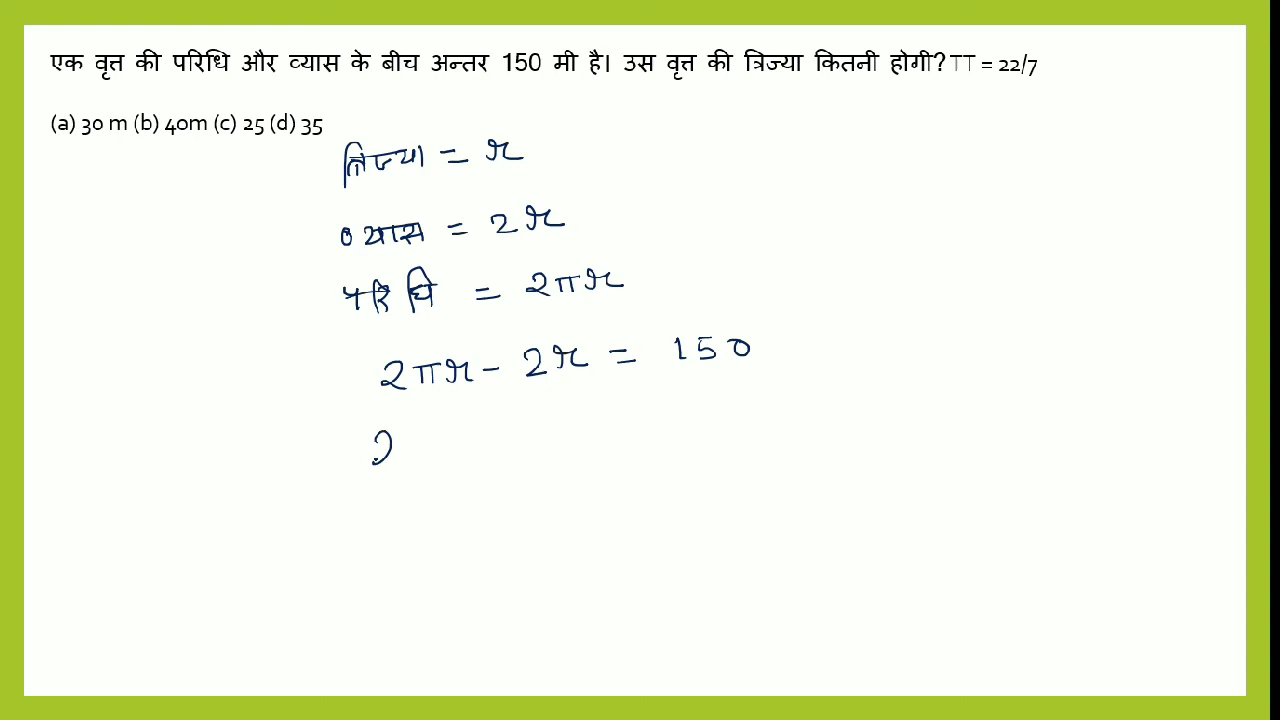 एक वृत्त की परिधि और व्यास के बीच अन्तर 150 मी है। उस वृत्त की त्रिज्या कितनी होगी? TT = 22/7
(a) 30 m (b) 40m (c) 25 (d) 35
त्रिज्या = r
व्यास = 2r
परिधि = 2πr
2πr - 2r = 150